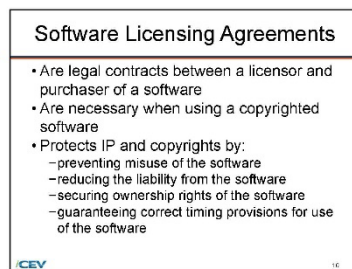 Software Licensing Agreements
• Are legal contracts between a licensor and
purchaser of a software
• Are necessary when using a copyrighted
software
• Protects IP and copyrights by:
–preventing misuse of the software
–reducing the liability from the software
–securing ownership rights of the software
–guaranteeing correct timing provisions for use
of the software
iCEV
16